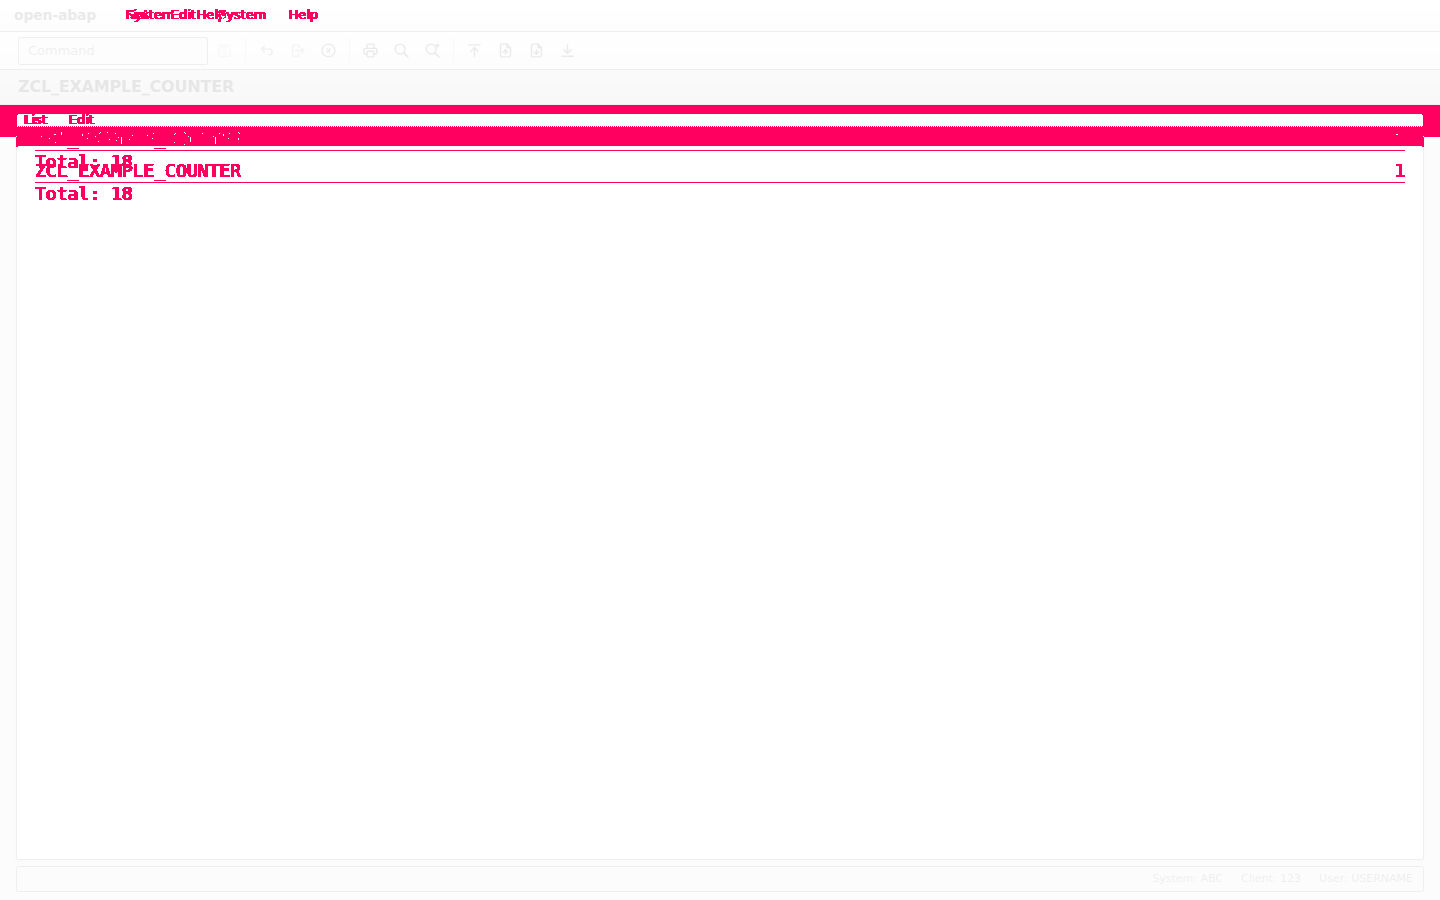 open-abap System Help
Command
ZCL_EXAMPLE_COUNTER
List Edit
Total: 18
ZCL_EXAMPLE_COUNTER 1
Total: 18
System: ABC Client: 123 User: USERNAME